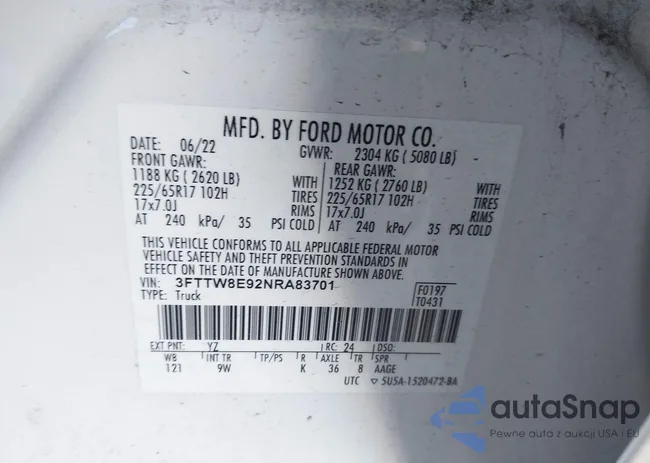 MFD. BY FORD MOTOR CO.
DATE: 06/22 GVWR: 2304 KG ( 5080 LB)
FRONT GAWR: REAR GAWR:
1188 KG ( 2620 LB) WITH 1252 KG ( 2760 LB) WITH
225/65R17 102H TIRES 225/65R17 102H TIRES
17x7.0J RIMS 17x7.0J RIMS
AT 240 kPa/ 35 PSI COLD AT 240 kPa/ 35 PSI COLD
THIS VEHICLE CONFORMS TO ALL APPLICABLE FEDERAL MOTOR
VEHICLE SAFETY AND THEFT PREVENTION STANDARDS IN
EFFECT ON THE DATE OF MANUFACTURE SHOWN ABOVE.
VIN: 3FTTW8E92NRA83701 F0197
TYPE: Truck T0431
EXT PNT: YZ RC: 24 DSO:
WB INT TR TP/PS R AXLE TR SPR
121 9W K 36 8 AAGE
UTC ▽ 5U5A-1520472-BA
autaSnap
Pewne auta z aukcji USA i EU